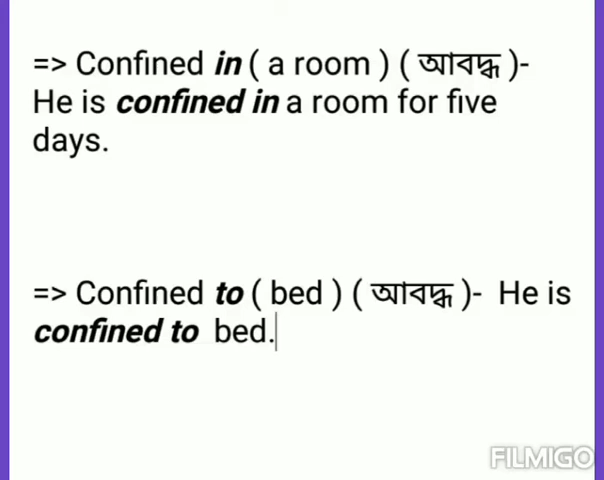 => Confined in ( a room ) ( আবদ্ধ )-
He is confined in a room for five
days.
=> Confined to ( bed ) ( আবদ্ধ )- He is
confined to bed.
FILMIGO